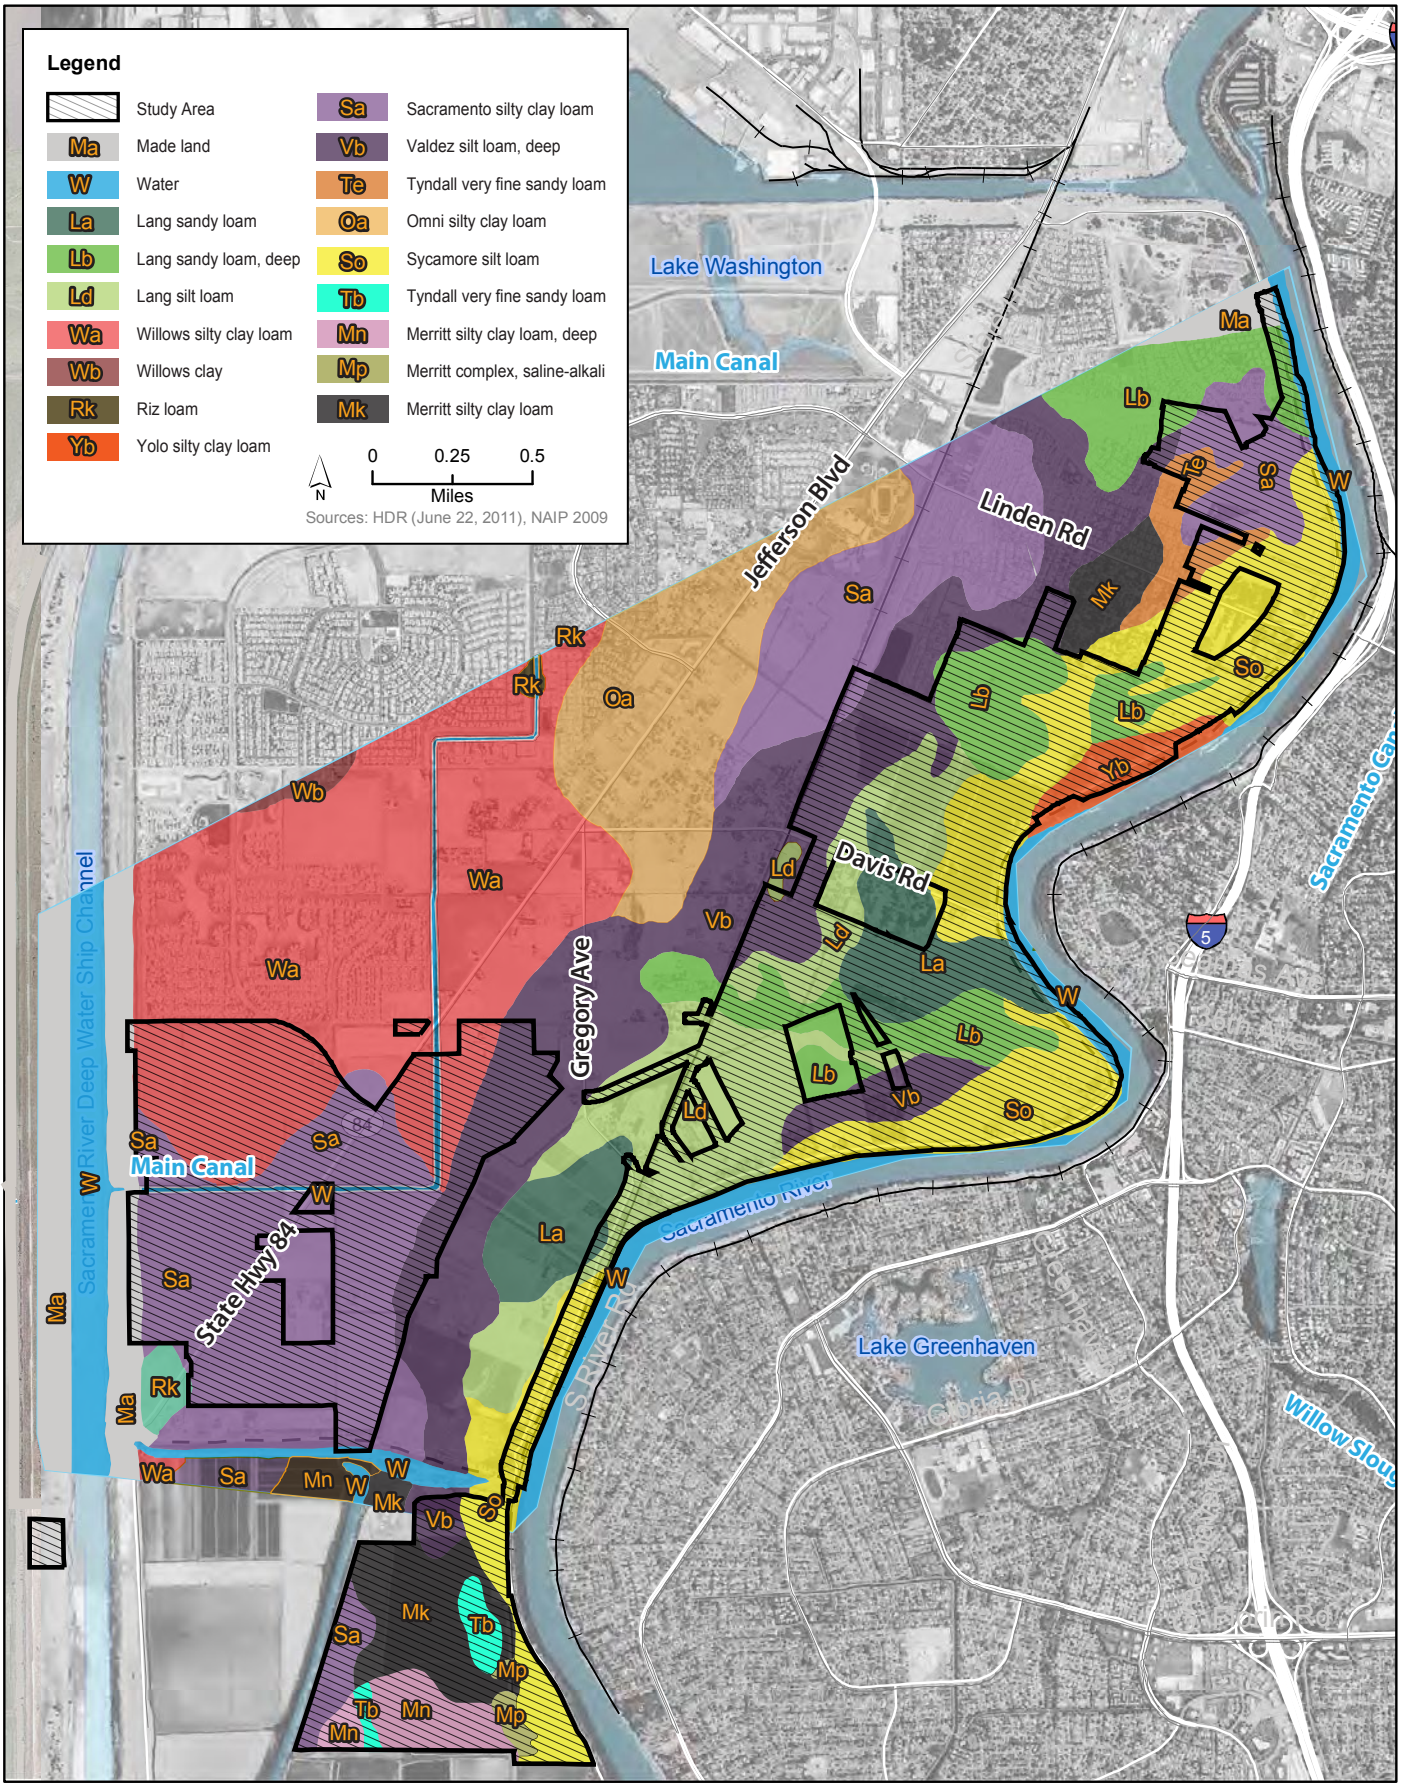 Legend
Study Area
Ma Made land
W Water
La Lang sandy loam
Lb Lang sandy loam, deep
Ld Lang silt loam
Wa Willows silty clay loam
Wb Willows clay
Rk Riz loam
Yb Yolo silty clay loam
Sa Sacramento silty clay loam
Vb Valdez silt loam, deep
Te Tyndall very fine sandy loam
Oa Omni silty clay loam
So Sycamore silt loam
Tb Tyndall very fine sandy loam
Mn Merritt silty clay loam, deep
Mp Merritt complex, saline-alkali
Mk Merritt silty clay loam
0 0.25 0.5
Miles
N
Sources: HDR (June 22, 2011), NAIP 2009
Lake Washington
Main Canal
Ma
Lb
Te
Sa
W
Jefferson Blvd
Linden Rd
Sa
Mk
Rk
Rk
Oa
Lb
So
Lb
Yb
Wb
Wa
Ld
Davis Rd
Vb
Ld
La
Wa
Gregory Ave
5
W
Sacramento River Deep Water Ship Channel
Lb
Lb
Vb
So
Ld
84
Sa
Sa
Main Canal
W
W
Sacramento River
La
W
Sa
State Hwy 84
Ma
S River Rd
Lake Greenhaven
Rk
Ma
Willow Sloug
Wa
Sa
Mn
W
W
Mk
So
Vb
Mk
Tb
Sa
Mp
Tb
Mn
Mp
Mn